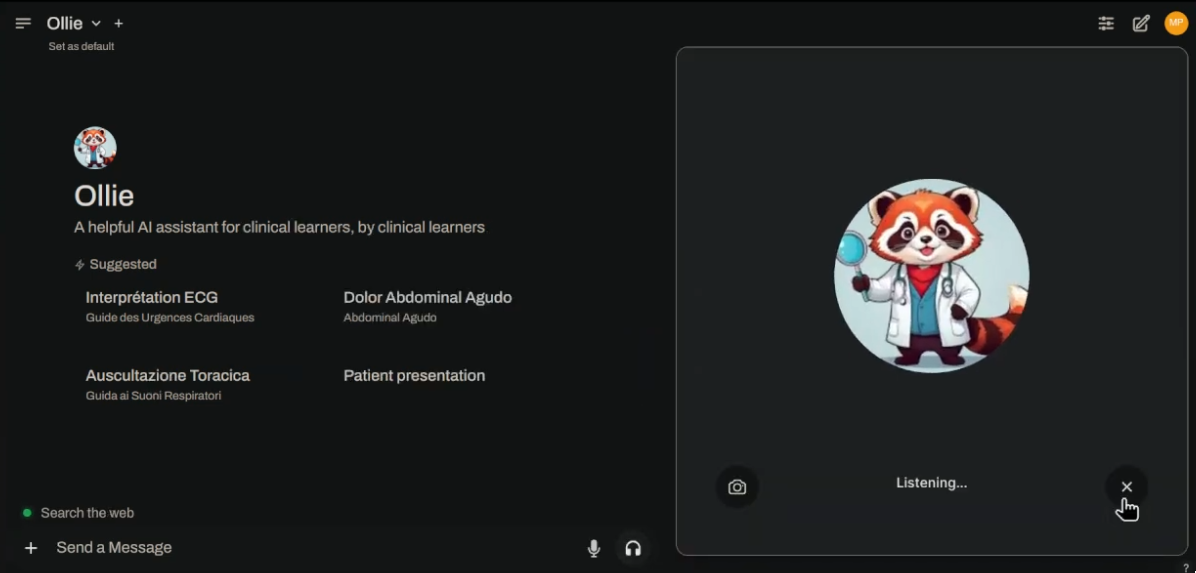 Ollie
+
MP
Set as default
Ollie
A helpful AI assistant for clinical learners, by clinical learners
Suggested
Interprétation ECG
Guide des Urgences Cardiaques
Dolor Abdominal Agudo
Abdominal Agudo
Auscultazione Toracica
Guida ai Suoni Respiratori
Patient presentation
Listening...
Search the web
+ Send a Message
?